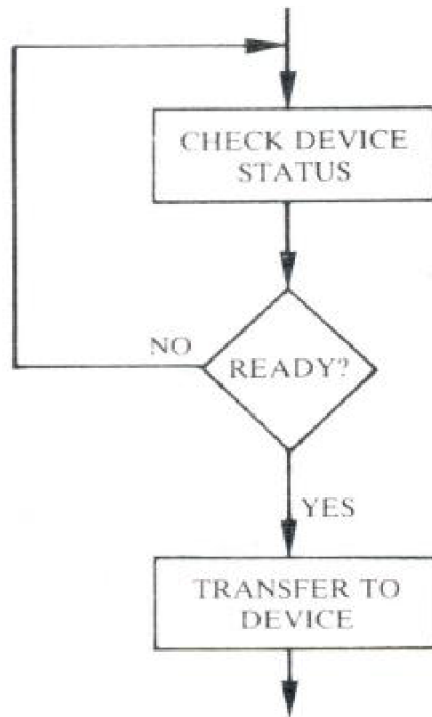 CHECK DEVICE
STATUS
NO
READY?
YES
TRANSFER TO
DEVICE